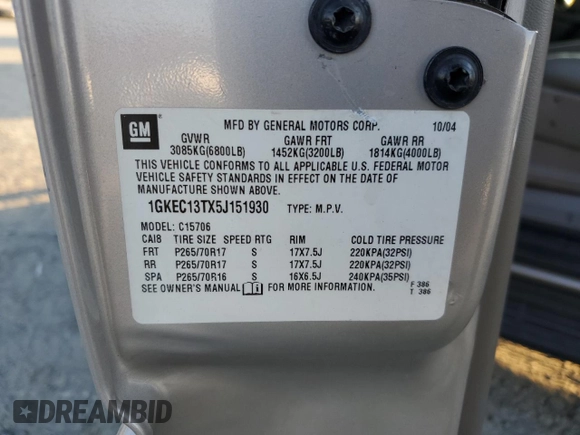 GM
MFD BY GENERAL MOTORS CORP. 10/04
GVWR GAWR FRT GAWR RR
3085KG(6800LB) 1452KG(3200LB) 1814KG(4000LB)
THIS VEHICLE CONFORMS TO ALL APPLICABLE U.S. FEDERAL MOTOR
VEHICLE SAFETY STANDARDS IN EFFECT ON THE DATE OF
MANUFACTURE SHOWN ABOVE.
1GKEC13TX5J151930 TYPE: M.P.V.
MODEL: C15706
CAIB TIRE SIZE SPEED RTG RIM COLD TIRE PRESSURE
FRT P265/70R17 S 17X7.5J 220KPA(32PSI)
RR P265/70R17 S 17X7.5J 220KPA(32PSI)
SPA P265/70R16 S 16X6.5J 240KPA(35PSI)
SEE OWNER'S MANUAL FOR MORE INFORMATION. F 386
T 386
DREAMBID